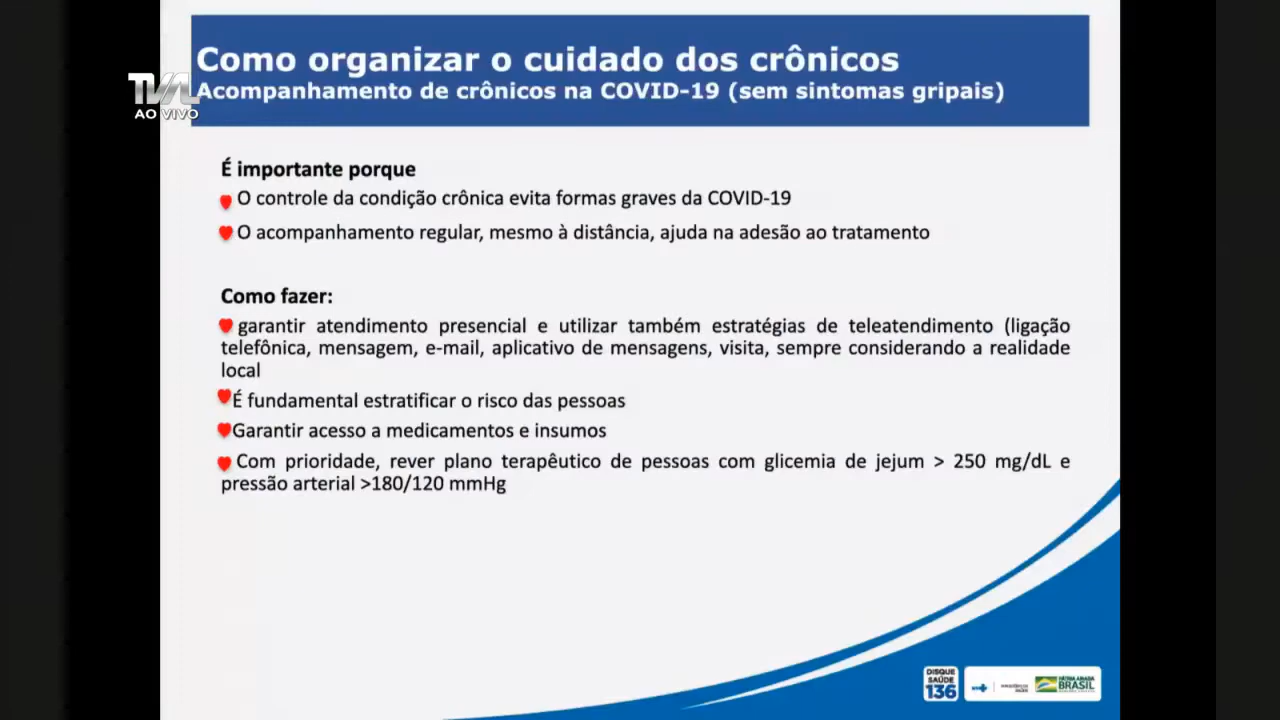 Como organizar o cuidado dos crônicos
Acompanhamento de crônicos na COVID-19 (sem sintomas gripais)
TVAL
AO VIVO
É importante porque
O controle da condição crônica evita formas graves da COVID-19
O acompanhamento regular, mesmo à distância, ajuda na adesão ao tratamento
Como fazer:
garantir atendimento presencial e utilizar também estratégias de teleatendimento (ligação
telefônica, mensagem, e-mail, aplicativo de mensagens, visita, sempre considerando a realidade
local
É fundamental estratificar o risco das pessoas
Garantir acesso a medicamentos e insumos
Com prioridade, rever plano terapêutico de pessoas com glicemia de jejum > 250 mg/dL e
pressão arterial >180/120 mmHg
DISQUE
SAÚDE
136
PÁTRIA AMADA
BRASIL